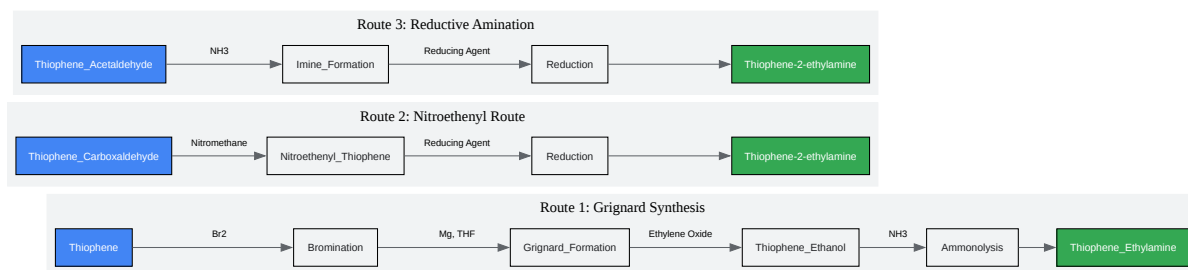 Route 3: Reductive Amination
Thiophene_Acetaldehyde
NH3
Imine_Formation
Reducing Agent
Reduction
Thiophene-2-ethylamine
Route 2: Nitroethenyl Route
Thiophene_Carboxaldehyde
Nitromethane
Nitroethenyl_Thiophene
Reducing Agent
Reduction
Thiophene-2-ethylamine
Route 1: Grignard Synthesis
Thiophene
Br2
Bromination
Mg, THF
Grignard_Formation
Ethylene Oxide
Thiophene_Ethanol
NH3
Ammonolysis
Thiophene_Ethylamine